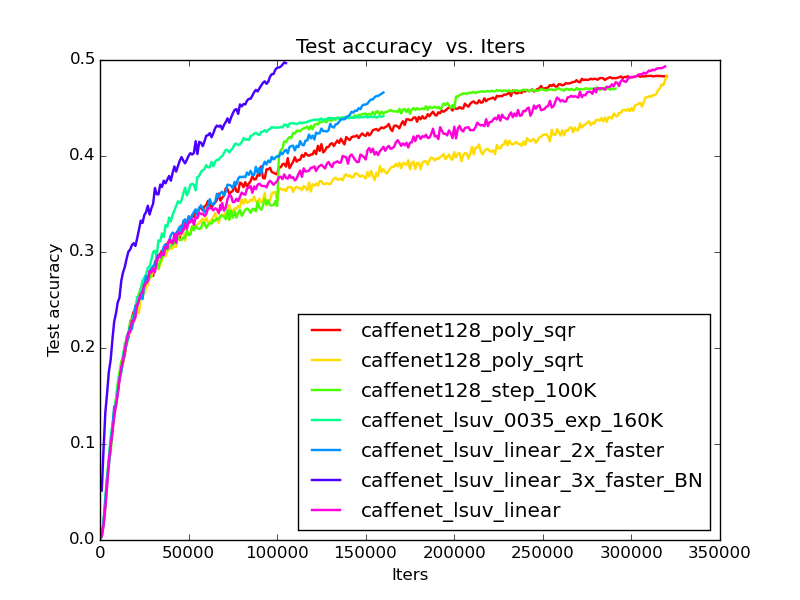 Test accuracy  vs. Iters
0.5
0.4
0.3
0.2
0.1
0.0
Test accuracy
caffenet128_poly_sqr
caffenet128_poly_sqrt
caffenet128_step_100K
caffenet_lsuv_0035_exp_160K
caffenet_lsuv_linear_2x_faster
caffenet_lsuv_linear_3x_faster_BN
caffenet_lsuv_linear
0 50000 100000 150000 200000 250000 300000 350000
Iters